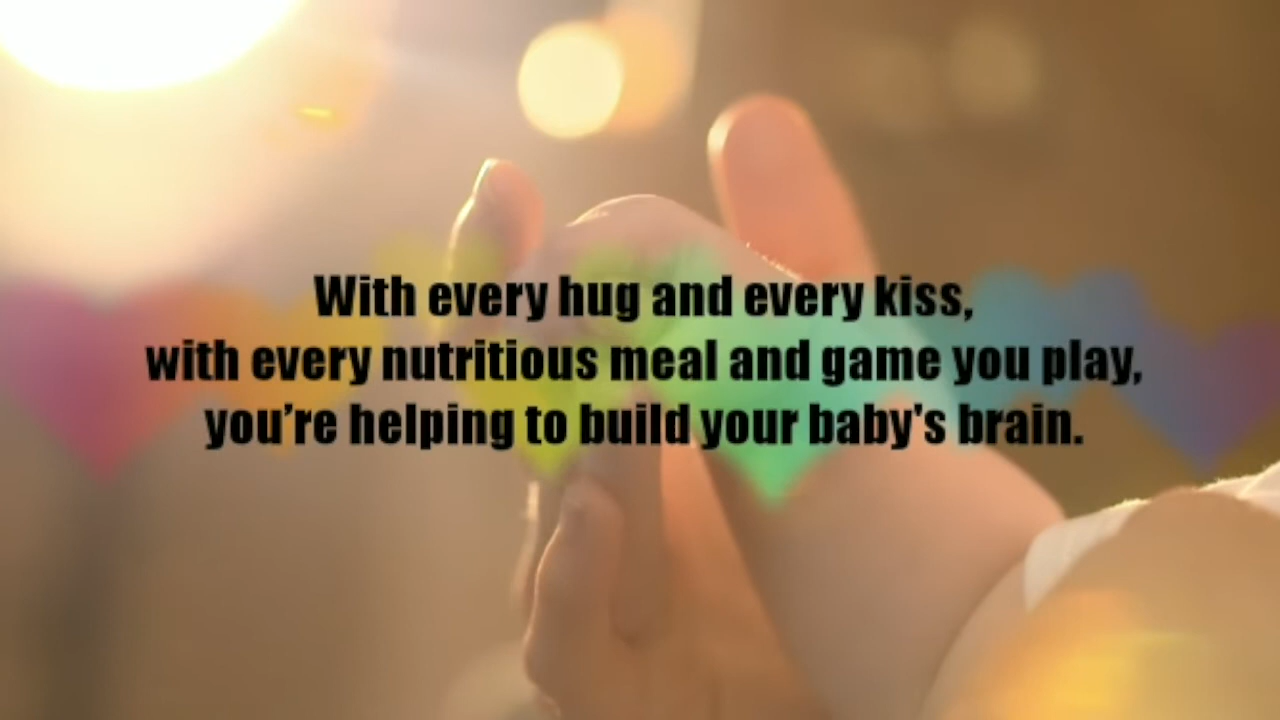 With every hug and every kiss,
with every nutritious meal and game you play,
you’re helping to build your baby's brain.